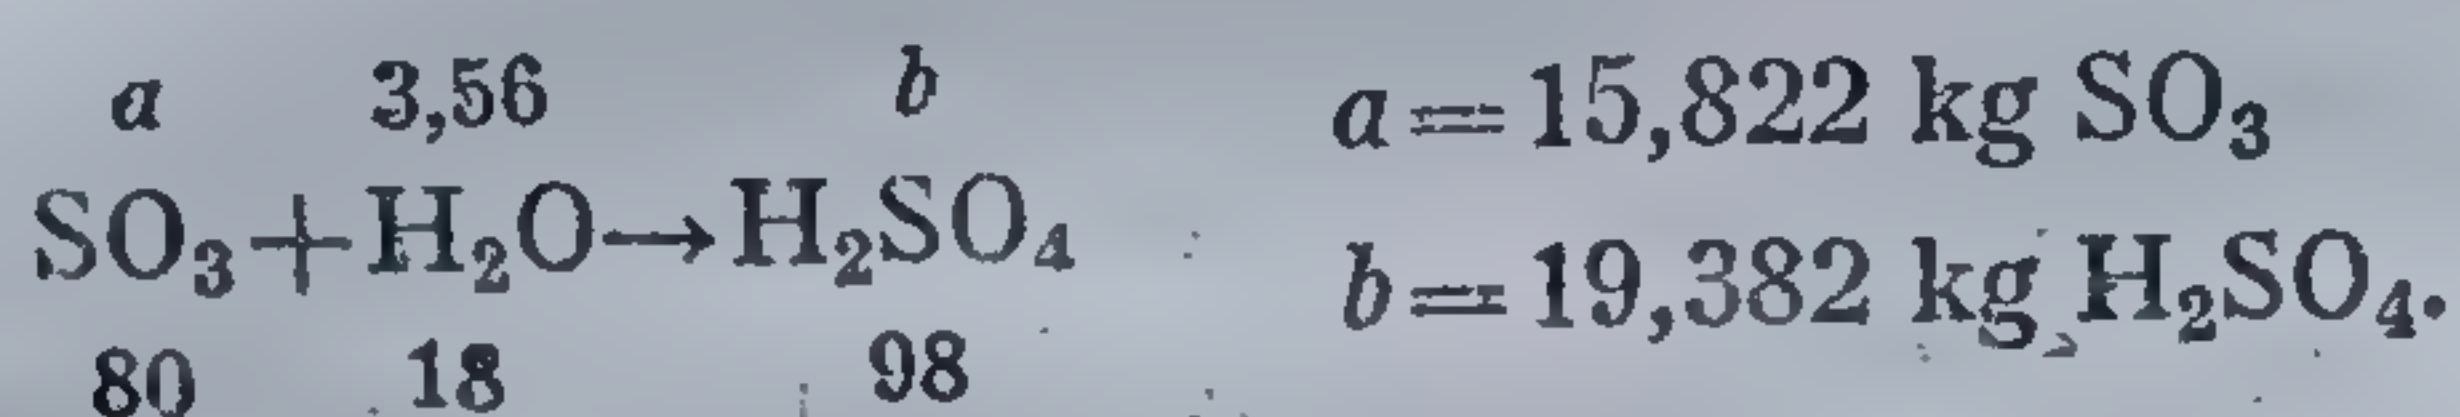 a 3,56 b
SO₃+H₂O→H₂SO₄
80 18 98
a=15,822 kg SO₃
b=19,382 kg H₂SO₄.